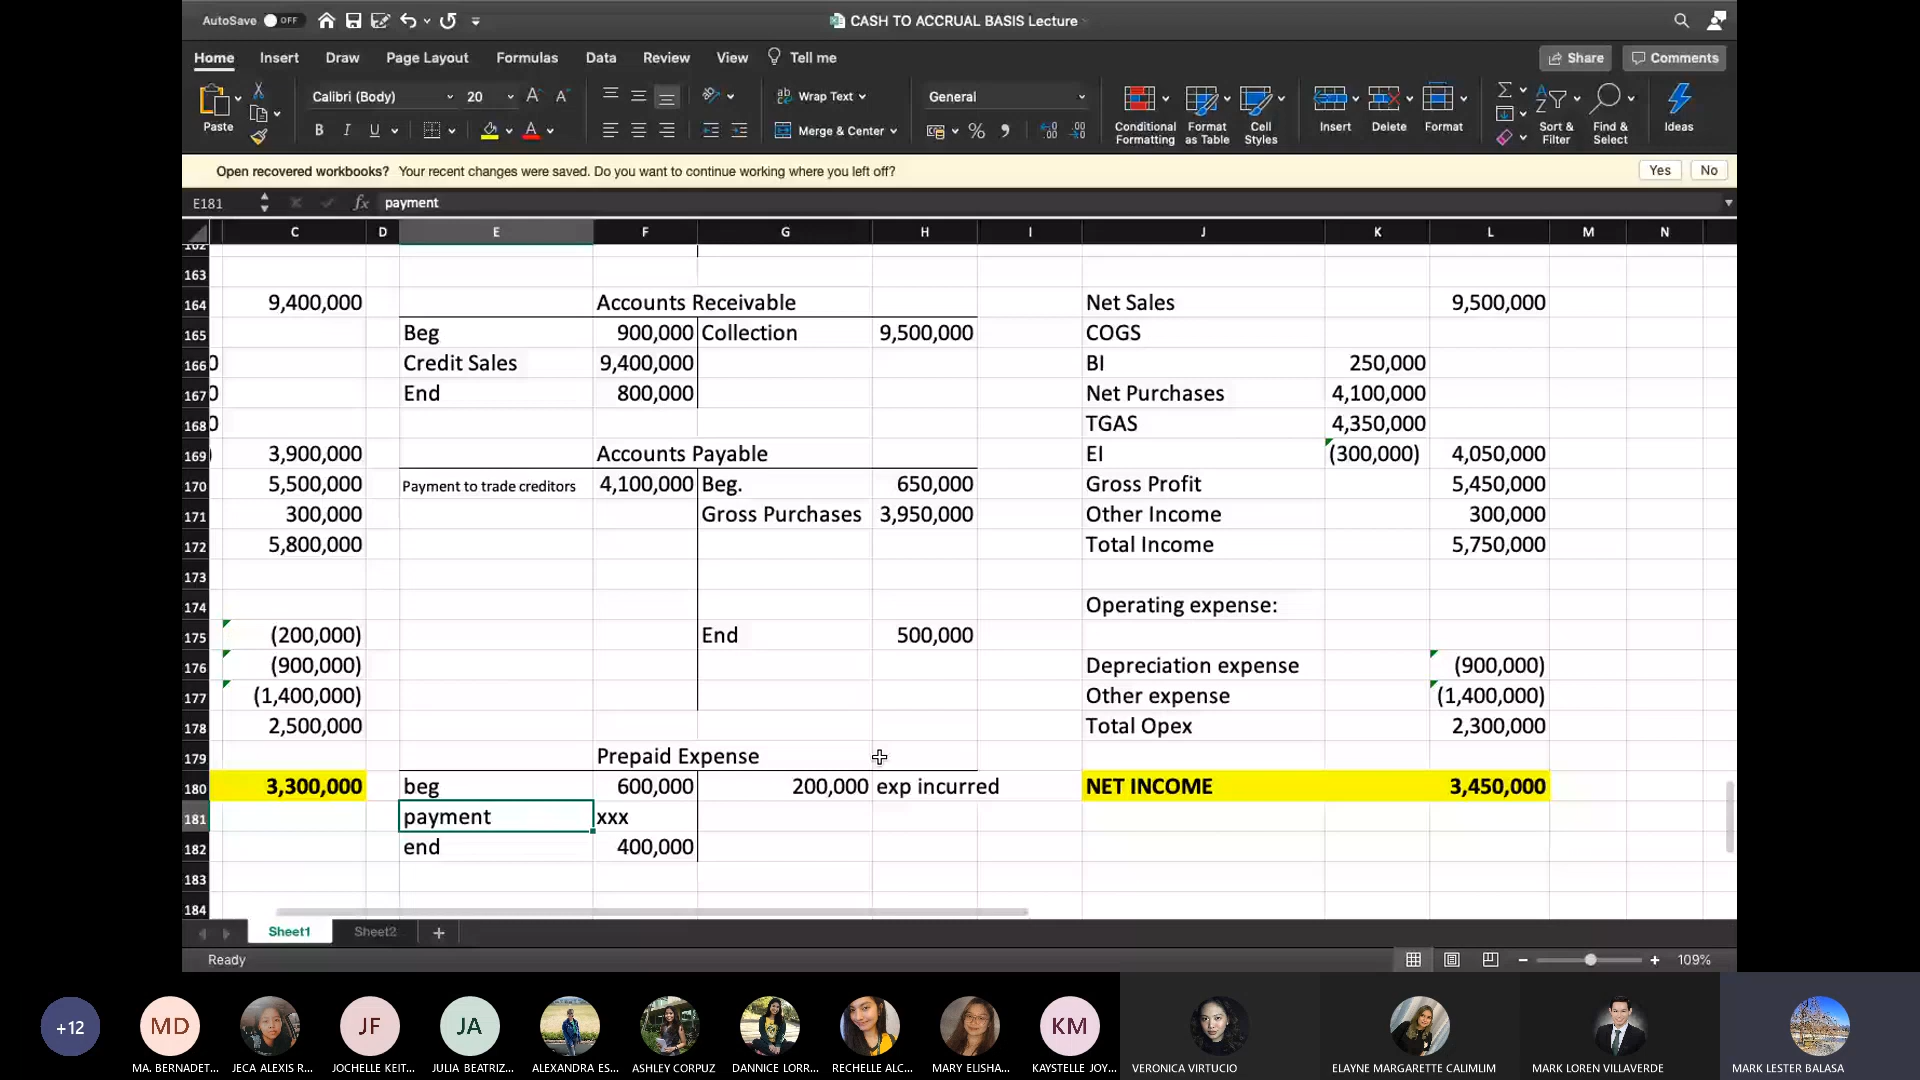 AutoSave OFF CASH TO ACCRUAL BASIS Lecture
Home Insert Draw Page Layout Formulas Data Review View Tell me Share Comments
Paste Calibri (Body) 20 A A ab Wrap Text General Conditional Formatting Format as Table Cell Styles Insert Delete Format Sort & Filter Find & Select Ideas
B I U A Merge & Center %
Open recovered workbooks? Your recent changes were saved. Do you want to continue working where you left off? Yes No
E181 fx payment
C D E F G H I J K L M N
162
163
164 9,400,000 Accounts Receivable Net Sales 9,500,000
165 Beg 900,000 Collection 9,500,000 COGS
166 0 Credit Sales 9,400,000 BI 250,000
167 0 End 800,000 Net Purchases 4,100,000
168 0 TGAS 4,350,000
169 ) 3,900,000 Accounts Payable EI (300,000) 4,050,000
170 5,500,000 Payment to trade creditors 4,100,000 Beg. 650,000 Gross Profit 5,450,000
171 300,000 Gross Purchases 3,950,000 Other Income 300,000
172 5,800,000 Total Income 5,750,000
173
174 Operating expense:
175 (200,000) End 500,000
176 (900,000) Depreciation expense (900,000)
177 (1,400,000) Other expense (1,400,000)
178 2,500,000 Total Opex 2,300,000
179 Prepaid Expense
180 3,300,000 beg 600,000 200,000 exp incurred NET INCOME 3,450,000
181 payment xxx
182 end 400,000
183
184
Sheet1 Sheet2 +
Ready 109%
+12 MD JF JA KM
MA. BERNADET... JECA ALEXIS R... JOCHELLE KEIT... JULIA BEATRIZ... ALEXANDRA ES... ASHLEY CORPUZ DANNICE LORR... RECHELLE ALC... MARY ELISHA... KAYSTELLE JOY... VERONICA VIRTUCIO ELAYNE MARGARETTE CALIMLIM MARK LOREN VILLAVERDE MARK LESTER BALASA